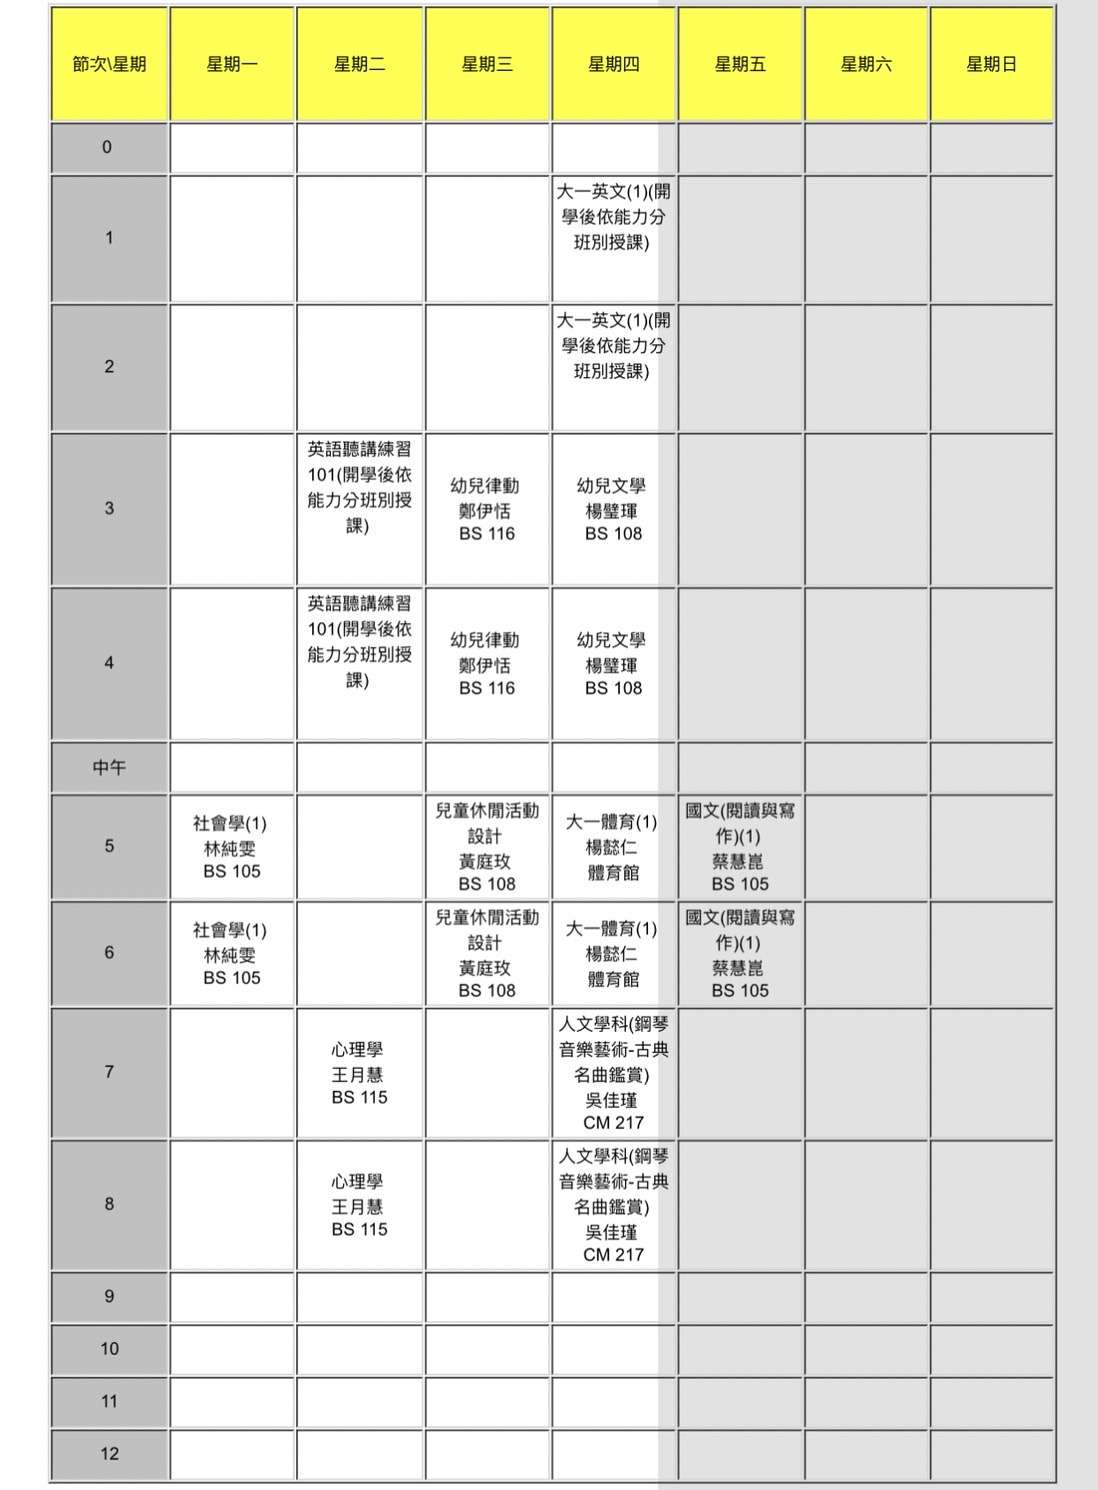 節次\星期 星期一 星期二 星期三 星期四 星期五 星期六 星期日
0
1
大一英文(1)(開
學後依能力分
班別授課)
2
大一英文(1)(開
學後依能力分
班別授課)
3
英語聽講練習
101(開學後依
能力分班別授
課)
幼兒律動
鄭伊恬
BS 116
幼兒文學
楊璧琿
BS 108
4
英語聽講練習
101(開學後依
能力分班別授
課)
幼兒律動
鄭伊恬
BS 116
幼兒文學
楊璧琿
BS 108
中午
5
社會學(1)
林純雯
BS 105
兒童休閒活動
設計
黃庭玫
BS 108
大一體育(1)
楊懿仁
體育館
國文(閱讀與寫
作)(1)
蔡慧崑
BS 105
6
社會學(1)
林純雯
BS 105
兒童休閒活動
設計
黃庭玫
BS 108
大一體育(1)
楊懿仁
體育館
國文(閱讀與寫
作)(1)
蔡慧崑
BS 105
7
心理學
王月慧
BS 115
人文學科(鋼琴
音樂藝術-古典
名曲鑑賞)
吳佳瑾
CM 217
8
心理學
王月慧
BS 115
人文學科(鋼琴
音樂藝術-古典
名曲鑑賞)
吳佳瑾
CM 217
9
10
11
12